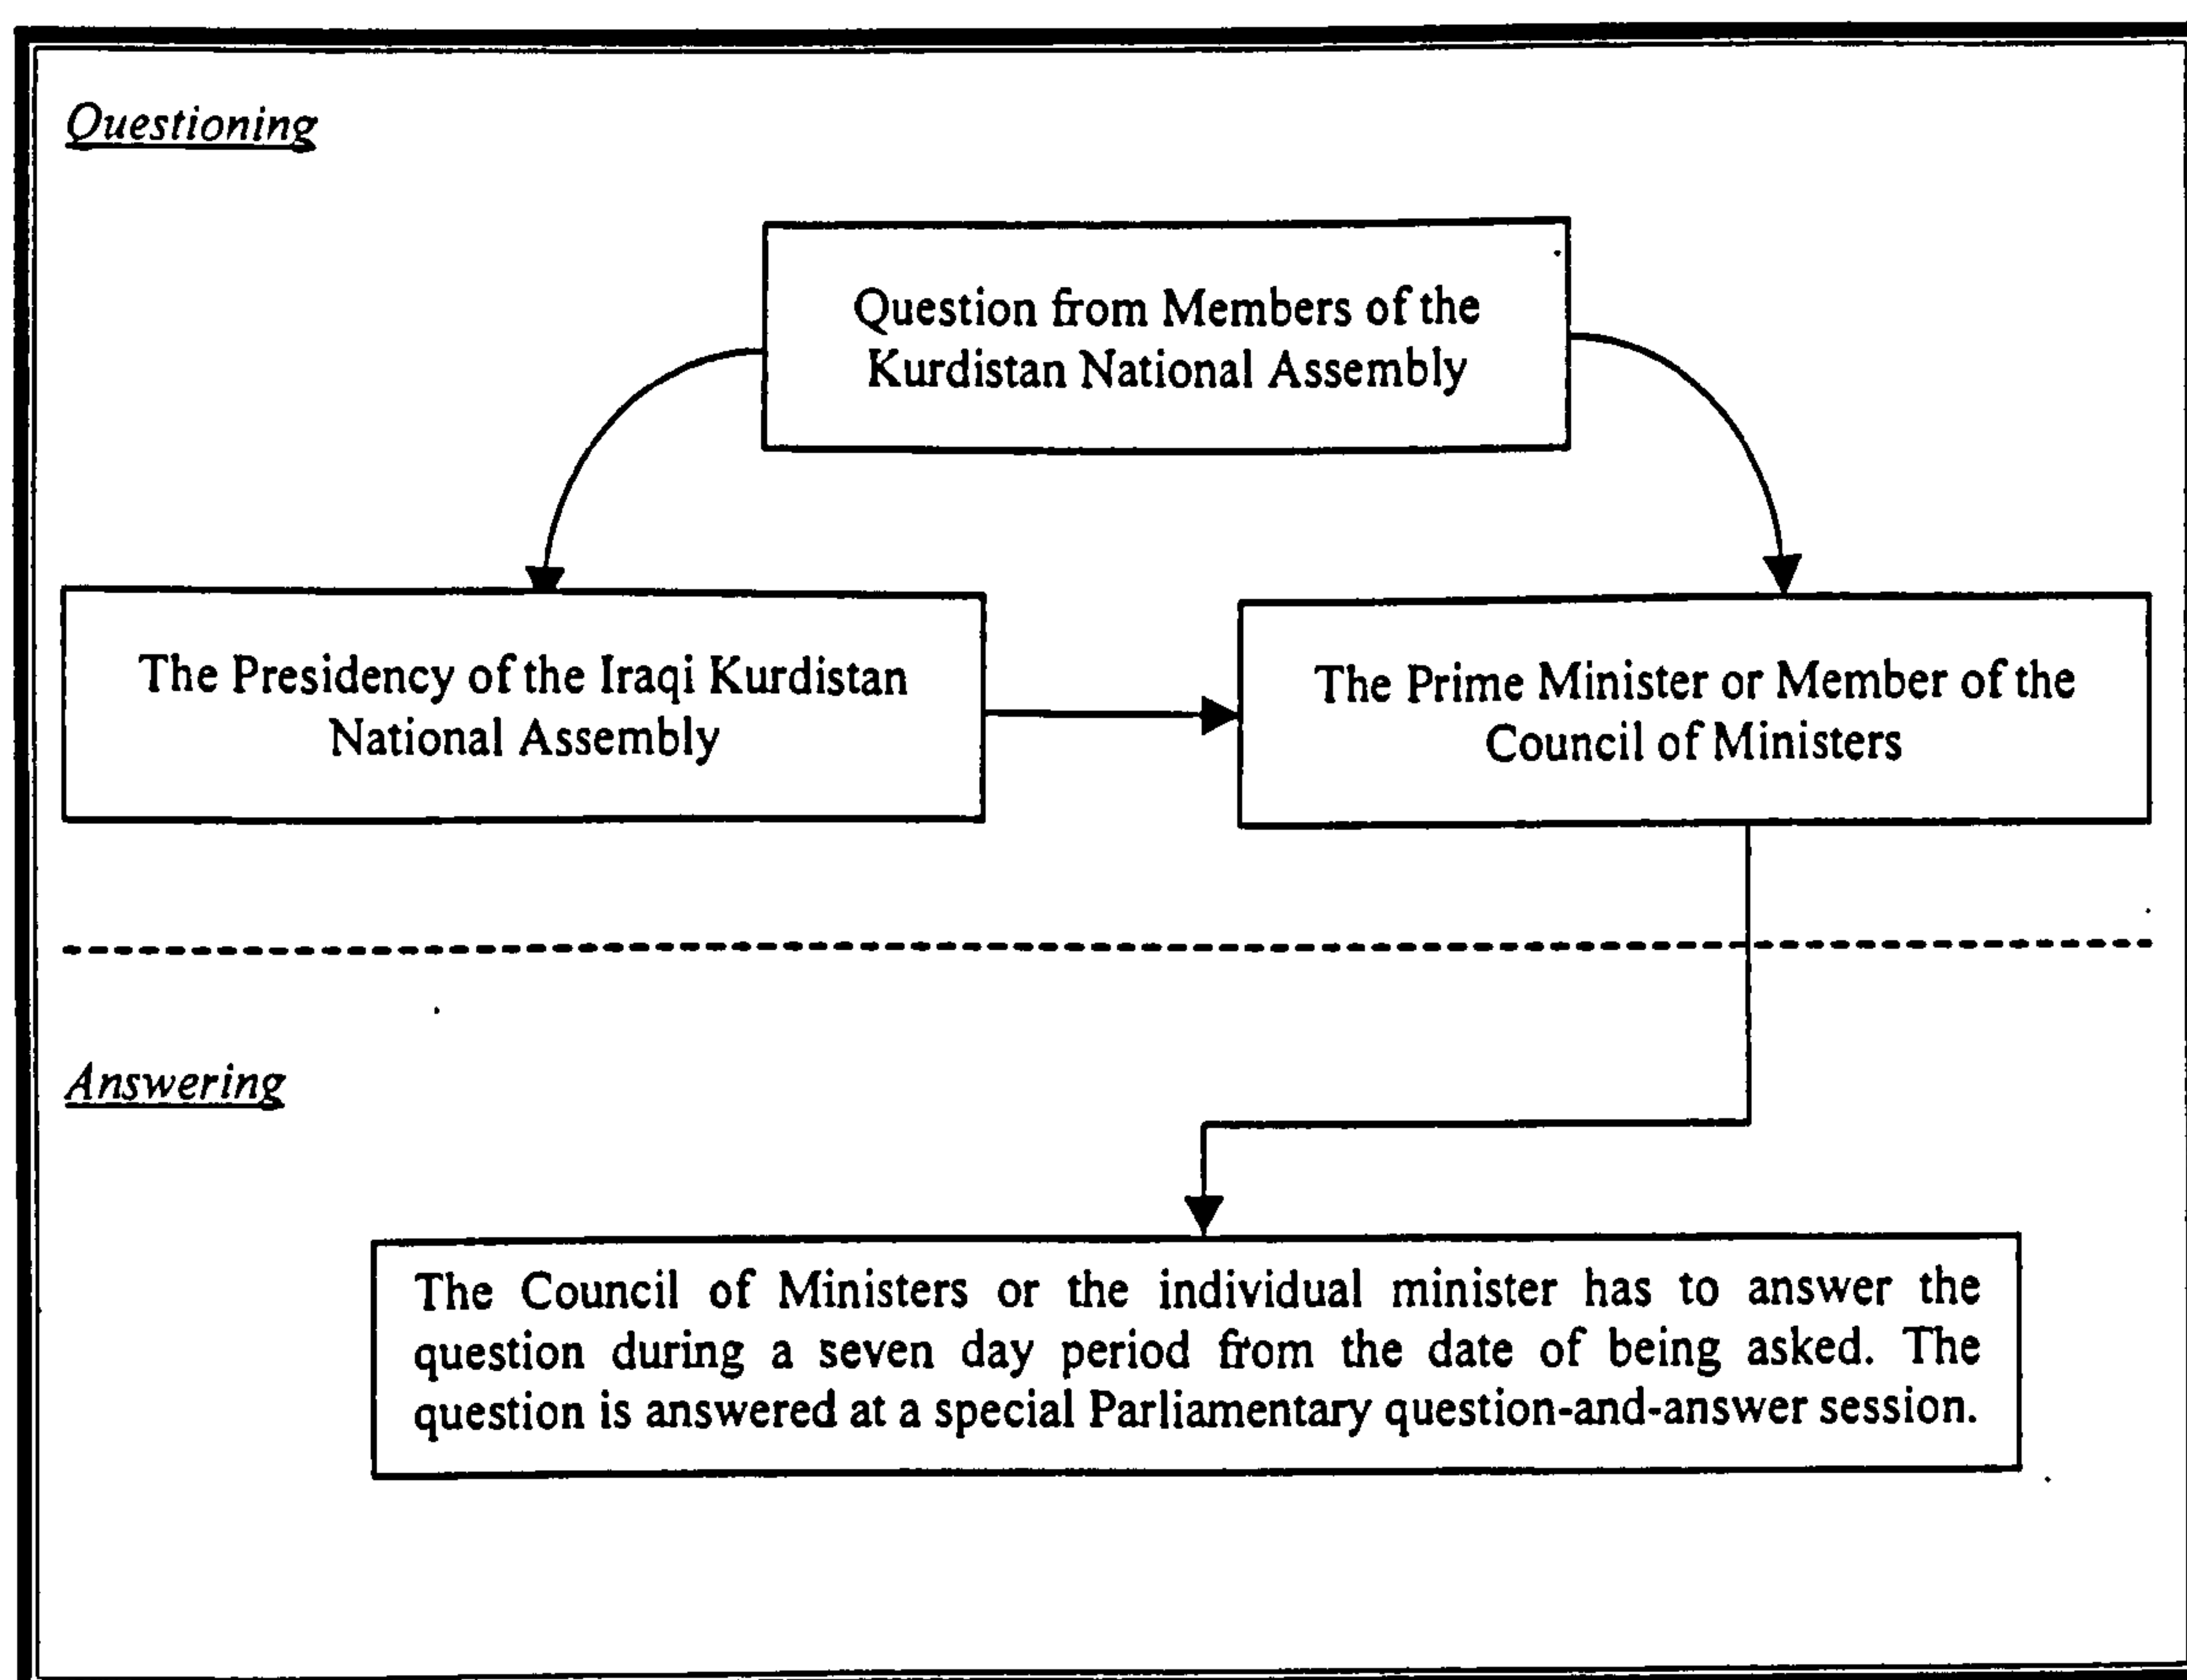 Questioning
Question from Members of the
Kurdistan National Assembly
The Presidency of the Iraqi Kurdistan
National Assembly
The Prime Minister or Member of the
Council of Ministers
Answering
The Council of Ministers or the individual minister has to answer the
question during a seven day period from the date of being asked. The
question is answered at a special Parliamentary question-and-answer session.